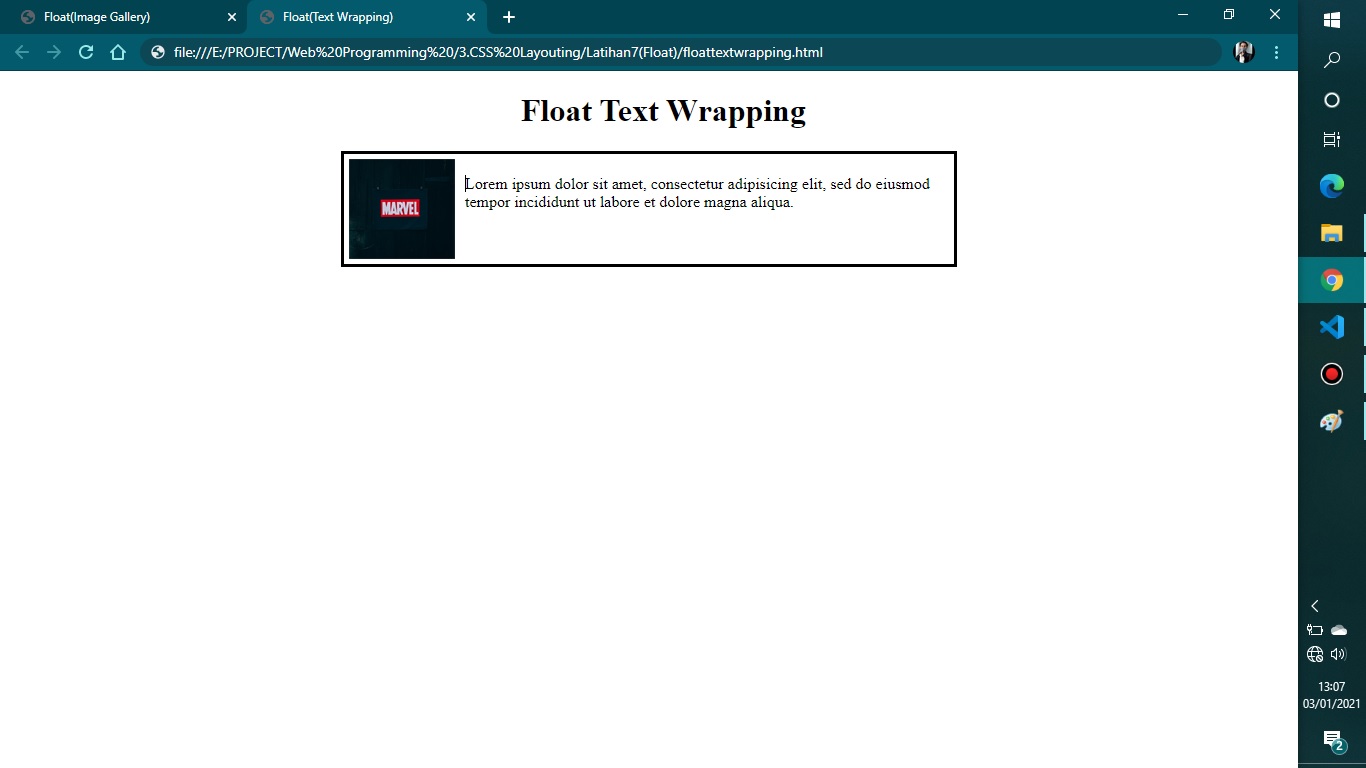 Float(Image Gallery)
Float(Text Wrapping)
file:///E:/PROJECT/Web%20Programming%20/3.CSS%20Layouting/Latihan7(Float)/floattextwrapping.html
Float Text Wrapping
MARVEL
Lorem ipsum dolor sit amet, consectetur adipisicing elit, sed do eiusmod
tempor incididunt ut labore et dolore magna aliqua.
13:07
03/01/2021
2